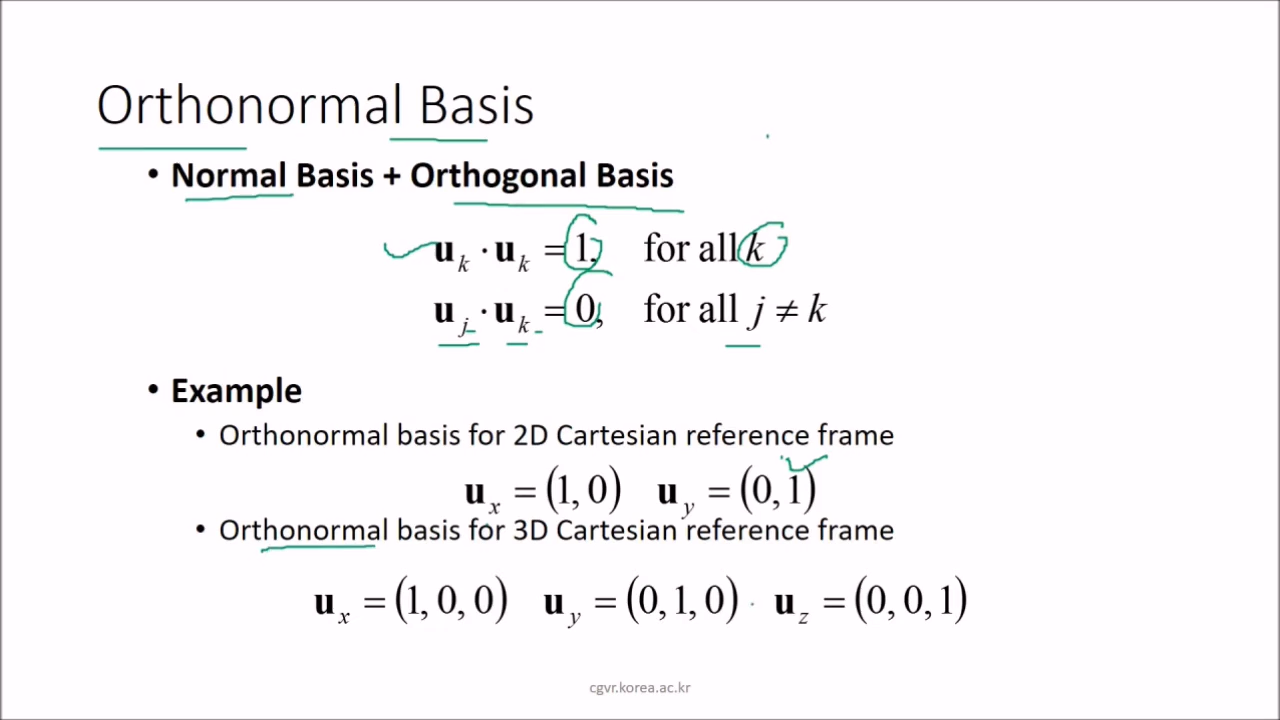 Orthonormal Basis
• Normal Basis + Orthogonal Basis
u_k · u_k = 1, for all k
u_j · u_k = 0, for all j ≠ k
• Example
• Orthonormal basis for 2D Cartesian reference frame
u_x = (1, 0) u_y = (0, 1)
• Orthonormal basis for 3D Cartesian reference frame
u_x = (1, 0, 0) u_y = (0, 1, 0) u_z = (0, 0, 1)
cgvr.korea.ac.kr